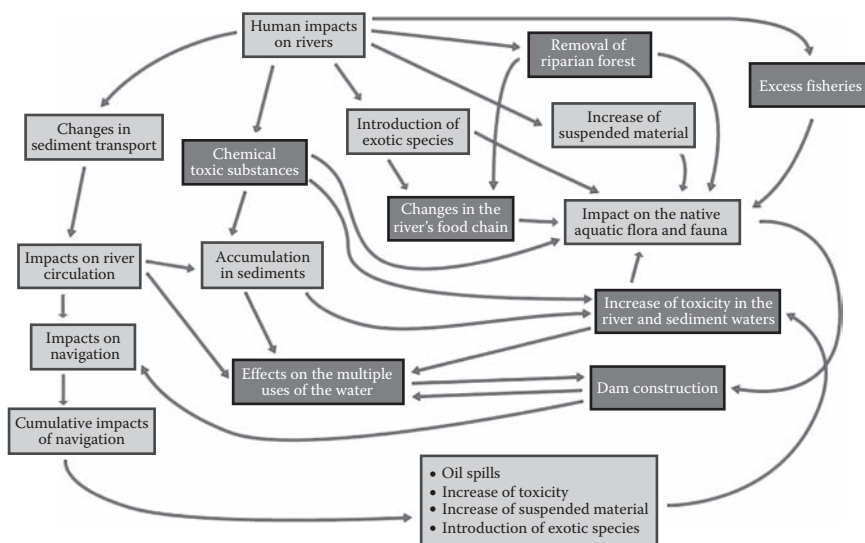 Human impacts
on rivers
Removal of
riparian forest
Excess fisheries
Changes in
sediment transport
Chemical
toxic substances
Introduction of
exotic species
Increase of
suspended material
Changes in the
river's food chain
Impact on the native
aquatic flora and fauna
Impacts on river
circulation
Accumulation
in sediments
Increase of toxicity in the
river and sediment waters
Impacts on
navigation
Effects on the multiple
uses of the water
Dam construction
Cumulative impacts
of navigation
• Oil spills
• Increase of toxicity
• Increase of suspended material
• Introduction of exotic species